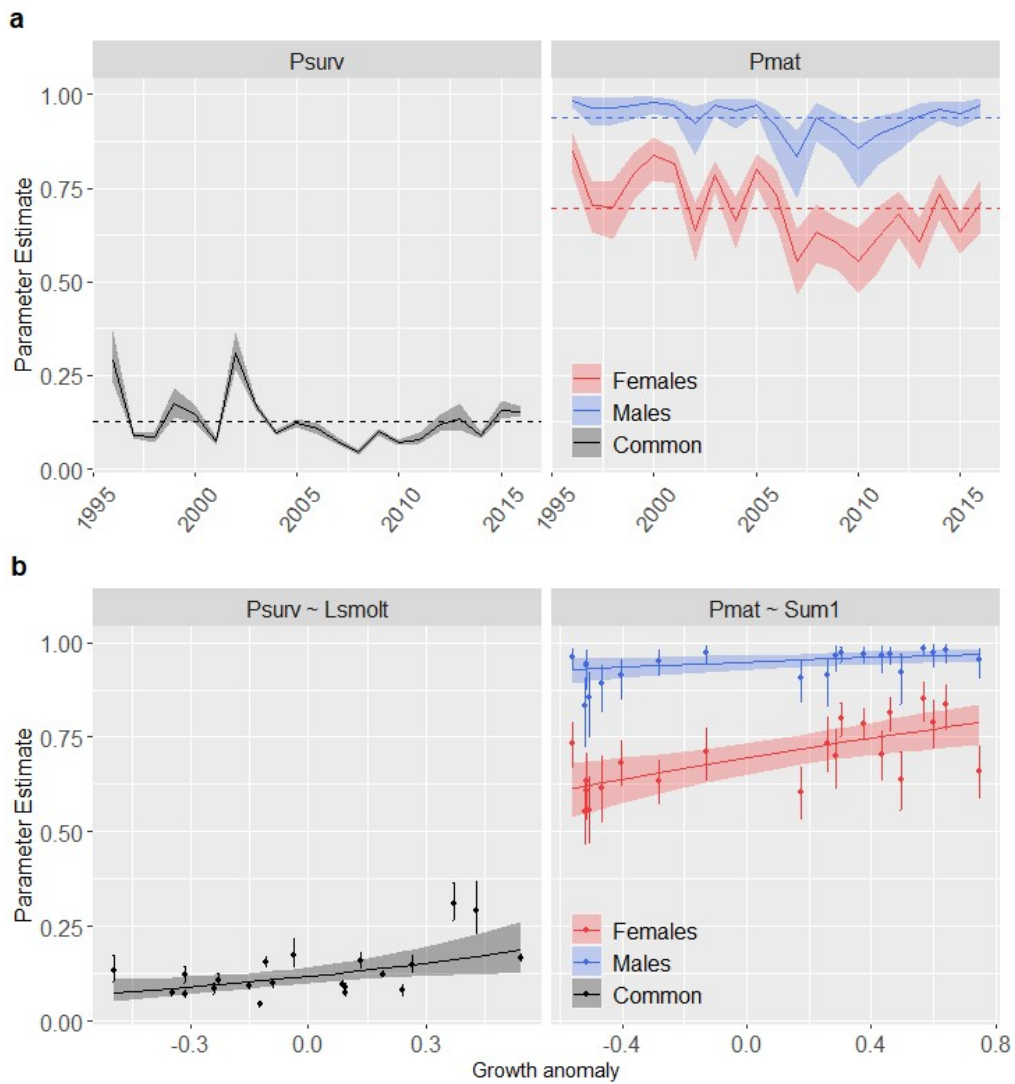 a
Psurv
Pmat
Parameter Estimate
1.00
0.75
0.50
0.25
0.00
Females
Males
Common
1995
2000
2005
2010
2015
1995
2000
2005
2010
2015
b
Psurv ~ Lsmolt
Pmat ~ Sum1
Parameter Estimate
1.00
0.75
0.50
0.25
0.00
Females
Males
Common
-0.3
0.0
0.3
-0.4
0.0
0.4
0.8
Growth anomaly